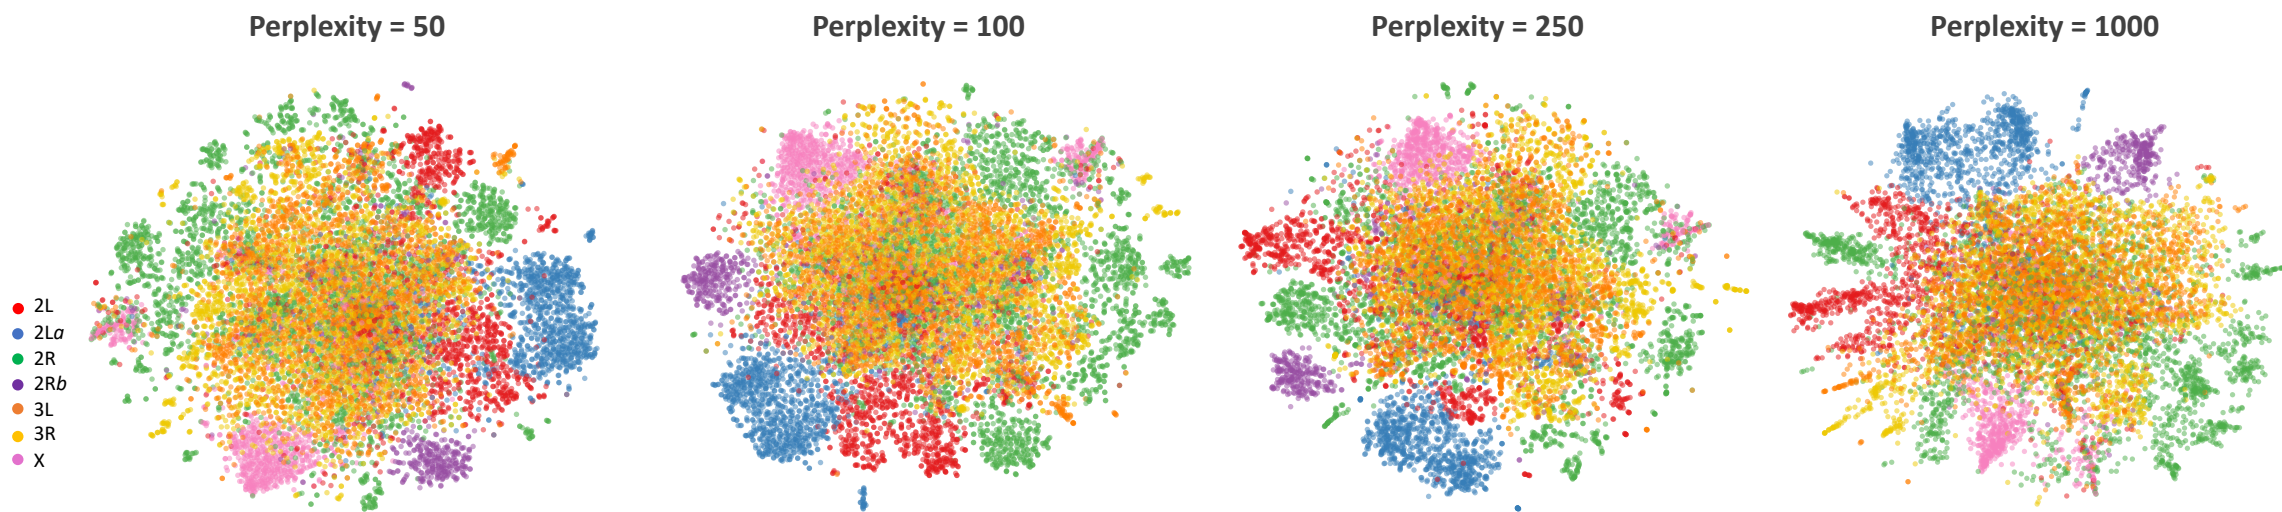 Perplexity = 50
Perplexity = 100
Perplexity = 250
Perplexity = 1000
2L
2La
2R
2Rb
3L
3R
X